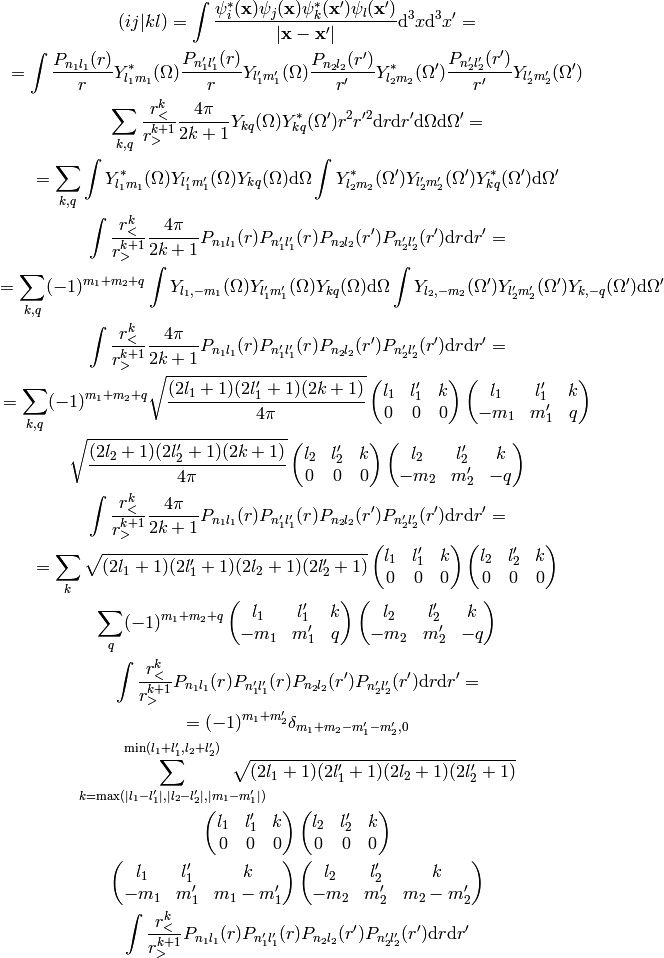 (ij|kl) = \int \frac{\psi_i^*(\mathbf{x})\psi_j(\mathbf{x})\psi_k^*(\mathbf{x}')\psi_l(\mathbf{x}')}{|\mathbf{x}-\mathbf{x}'|} \mathrm{d}^3x\mathrm{d}^3x' =
= \int \frac{P_{n_1l_1}(r)}{r} Y^*_{l_1m_1}(\Omega) \frac{P_{n_1'l_1'}(r)}{r} Y_{l_1'm_1'}(\Omega) \frac{P_{n_2l_2}(r')}{r'} Y^*_{l_2m_2}(\Omega') \frac{P_{n_2'l_2'}(r')}{r'} Y_{l_2'm_2'}(\Omega')
\sum_{k,q} \frac{r_<^k}{r_>^{k+1}} \frac{4\pi}{2k+1} Y_{kq}(\Omega)Y^*_{kq}(\Omega')r^2r'^2\mathrm{d}r\mathrm{d}r'\mathrm{d}\Omega\mathrm{d}\Omega' =
= \sum_{k,q} \int Y^*_{l_1m_1}(\Omega)Y_{l_1'm_1'}(\Omega)Y_{kq}(\Omega)\mathrm{d}\Omega \int Y^*_{l_2m_2}(\Omega')Y_{l_2'm_2'}(\Omega')Y^*_{kq}(\Omega')\mathrm{d}\Omega'
\int \frac{r_<^k}{r_>^{k+1}} \frac{4\pi}{2k+1} P_{n_1l_1}(r)P_{n_1'l_1'}(r)P_{n_2l_2}(r')P_{n_2'l_2'}(r')\mathrm{d}r\mathrm{d}r' =
= \sum_{k,q} (-1)^{m_1+m_2+q} \int Y_{l_1,-m_1}(\Omega)Y_{l_1'm_1'}(\Omega)Y_{kq}(\Omega)\mathrm{d}\Omega \int Y_{l_2,-m_2}(\Omega')Y_{l_2'm_2'}(\Omega')Y_{k,-q}(\Omega')\mathrm{d}\Omega'
\int \frac{r_<^k}{r_>^{k+1}} \frac{4\pi}{2k+1} P_{n_1l_1}(r)P_{n_1'l_1'}(r)P_{n_2l_2}(r')P_{n_2'l_2'}(r')\mathrm{d}r\mathrm{d}r' =
= \sum_{k,q} (-1)^{m_1+m_2+q} \sqrt{\frac{(2l_1+1)(2l_1'+1)(2k+1)}{4\pi}} \begin{pmatrix} l_1 & l_1' & k \\ 0 & 0 & 0 \end{pmatrix} \begin{pmatrix} l_1 & l_1' & k \\ -m_1 & m_1' & q \end{pmatrix}
\sqrt{\frac{(2l_2+1)(2l_2'+1)(2k+1)}{4\pi}} \begin{pmatrix} l_2 & l_2' & k \\ 0 & 0 & 0 \end{pmatrix} \begin{pmatrix} l_2 & l_2' & k \\ -m_2 & m_2' & -q \end{pmatrix}
\int \frac{r_<^k}{r_>^{k+1}} \frac{4\pi}{2k+1} P_{n_1l_1}(r)P_{n_1'l_1'}(r)P_{n_2l_2}(r')P_{n_2'l_2'}(r')\mathrm{d}r\mathrm{d}r' =
= \sum_k \sqrt{(2l_1+1)(2l_1'+1)(2l_2+1)(2l_2'+1)} \begin{pmatrix} l_1 & l_1' & k \\ 0 & 0 & 0 \end{pmatrix} \begin{pmatrix} l_2 & l_2' & k \\ 0 & 0 & 0 \end{pmatrix}
\sum_q (-1)^{m_1+m_2+q} \begin{pmatrix} l_1 & l_1' & k \\ -m_1 & m_1' & q \end{pmatrix} \begin{pmatrix} l_2 & l_2' & k \\ -m_2 & m_2' & -q \end{pmatrix}
\int \frac{r_<^k}{r_>^{k+1}} P_{n_1l_1}(r)P_{n_1'l_1'}(r)P_{n_2l_2}(r')P_{n_2'l_2'}(r')\mathrm{d}r\mathrm{d}r' =
= (-1)^{m_1+m_2'} \delta_{m_1+m_2-m_1'-m_2',0}
\sum_{k=\max(|l_1-l_1'|,|l_2-l_2'|,|m_1-m_1'|)}^{\min(l_1+l_1',l_2+l_2')} \sqrt{(2l_1+1)(2l_1'+1)(2l_2+1)(2l_2'+1)}
\begin{pmatrix} l_1 & l_1' & k \\ 0 & 0 & 0 \end{pmatrix} \begin{pmatrix} l_2 & l_2' & k \\ 0 & 0 & 0 \end{pmatrix}
\begin{pmatrix} l_1 & l_1' & k \\ -m_1 & m_1' & m_1-m_1' \end{pmatrix} \begin{pmatrix} l_2 & l_2' & k \\ -m_2 & m_2' & m_2-m_2' \end{pmatrix}
\int \frac{r_<^k}{r_>^{k+1}} P_{n_1l_1}(r)P_{n_1'l_1'}(r)P_{n_2l_2}(r')P_{n_2'l_2'}(r')\mathrm{d}r\mathrm{d}r'